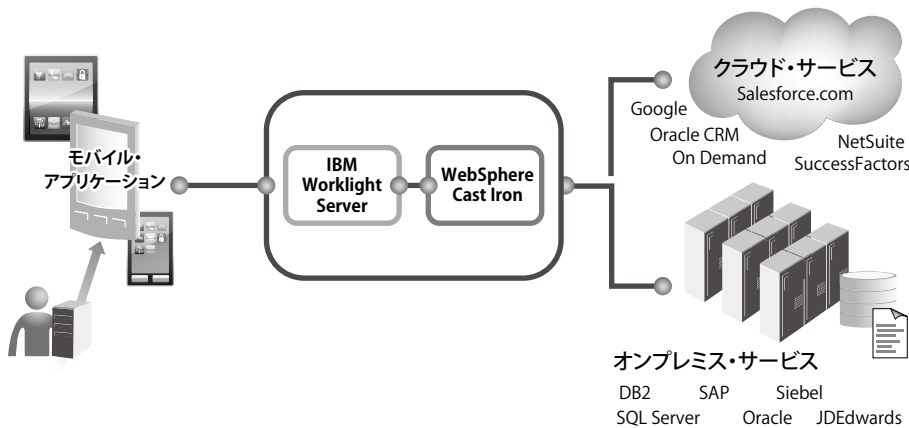 モバイル・
アプリケーション
IBM
Worklight
Server
WebSphere
Cast Iron
クラウド・サービス
Salesforce.com
Google
Oracle CRM
On Demand
NetSuite
SuccessFactors
オンプレミス・サービス
DB2 SAP Siebel
SQL Server Oracle JDEdwards